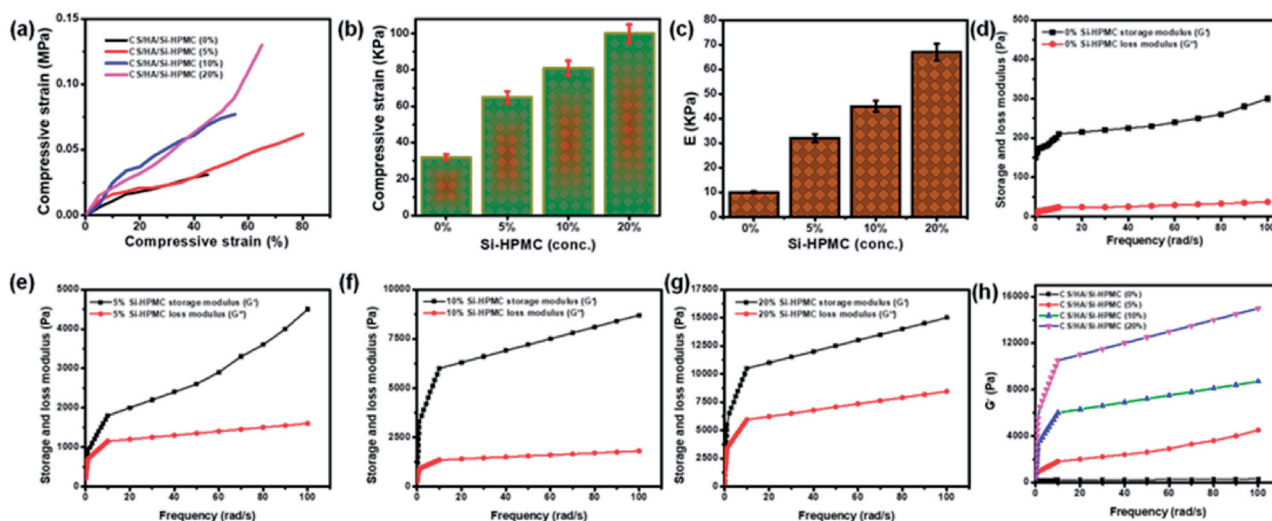 (a)
Compressive strain (MPa)
0.15
0.10
0.05
0.00
CS/HA/Si-HPMC (0%)
CS/HA/Si-HPMC (5%)
CS/HA/Si-HPMC (10%)
CS/HA/Si-HPMC (20%)
0 20 40 60 80
Compressive strain (%)
(b)
Compressive strain (KPa)
100
80
60
40
20
0
0% 5% 10% 20%
Si-HPMC (conc.)
(c)
E (KPa)
80
70
60
50
40
30
20
10
0
0% 5% 10% 20%
Si-HPMC (conc.)
(d)
Storage and loss modulus (Pa)
500
400
300
200
100
0
0% Si-HPMC storage modulus (G')
0% Si-HPMC loss modulus (G'')
0 20 40 60 80 100
Frequency (rad/s)
(e)
Storage and loss modulus (Pa)
5000
4000
3000
2000
1000
0
5% Si-HPMC storage modulus (G')
5% Si-HPMC loss modulus (G'')
0 20 40 60 80 100
Frequency (rad/s)
(f)
Storage and loss modulus (Pa)
10000
7500
5000
2500
0
10% Si-HPMC storage modulus (G')
10% Si-HPMC loss modulus (G'')
0 20 40 60 80 100
Frequency (rad/s)
(g)
Storage and loss modulus (Pa)
17500
15000
12500
10000
7500
5000
2500
0
20% Si-HPMC storage modulus (G')
20% Si-HPMC loss modulus (G'')
0 20 40 60 80 100
Frequency (rad/s)
(h)
G' (Pa)
16000
12000
8000
4000
0
CS/HA/Si-HPMC (0%)
CS/HA/Si-HPMC (5%)
CS/HA/Si-HPMC (10%)
CS/HA/Si-HPMC (20%)
0 20 40 60 80 100
Frequency (rad/s)